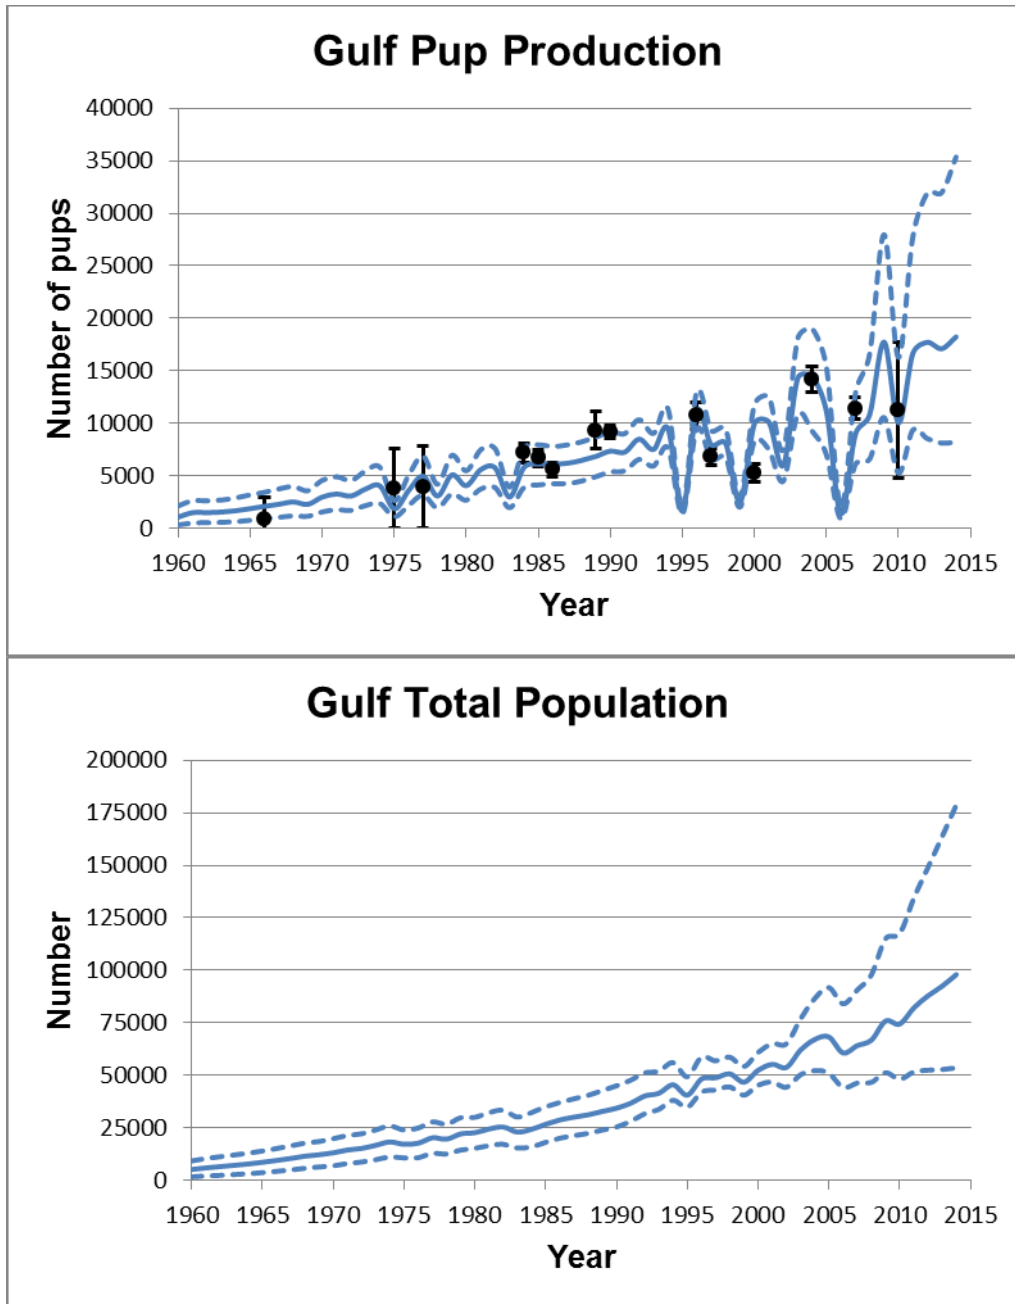 Gulf Pup Production
40000
35000
30000
25000
20000
15000
10000
5000
0
Number of pups
1960 1965 1970 1975 1980 1985 1990 1995 2000 2005 2010 2015
Year
Gulf Total Population
200000
175000
150000
125000
100000
75000
50000
25000
0
Number
1960 1965 1970 1975 1980 1985 1990 1995 2000 2005 2010 2015
Year